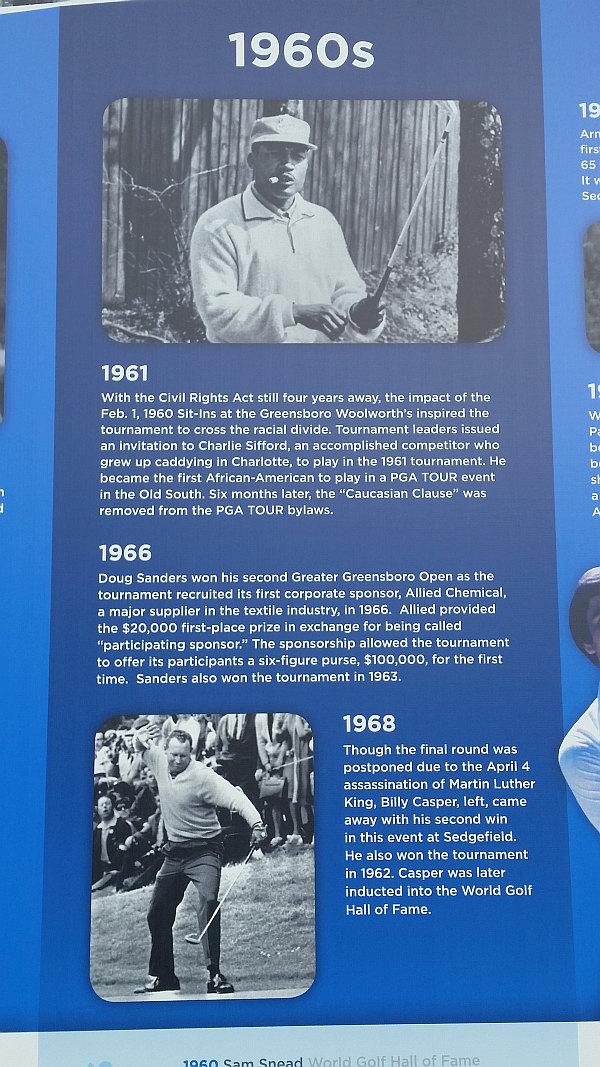 1960s
1961
With the Civil Rights Act still four years away, the impact of the
Feb. 1, 1960 Sit-Ins at the Greensboro Woolworth's inspired the
tournament to cross the racial divide. Tournament leaders issued
an invitation to Charlie Sifford, an accomplished competitor who
grew up caddying in Charlotte, to play in the 1961 tournament. He
became the first African-American to play in a PGA TOUR event
in the Old South. Six months later, the “Caucasian Clause” was
removed from the PGA TOUR bylaws.
1966
Doug Sanders won his second Greater Greensboro Open as the
tournament recruited its first corporate sponsor, Allied Chemical,
a major supplier in the textile industry, in 1966. Allied provided
the $20,000 first-place prize in exchange for being called
“participating sponsor.” The sponsorship allowed the tournament
to offer its participants a six-figure purse, $100,000, for the first
time. Sanders also won the tournament in 1963.
1968
Though the final round was
postponed due to the April 4
assassination of Martin Luther
King, Billy Casper, left, came
away with his second win
in this event at Sedgefield.
He also won the tournament
in 1962. Casper was later
inducted into the World Golf
Hall of Fame.
1960 Sam Snead World Golf Hall of Fame
65